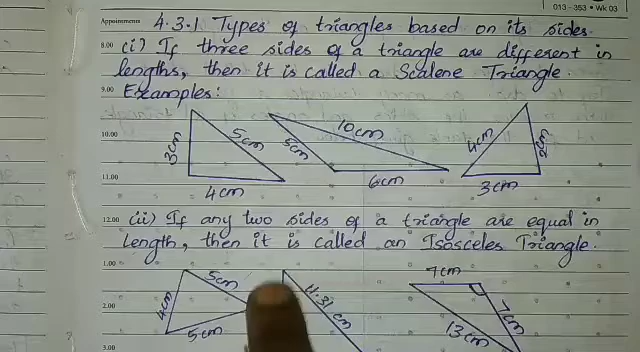 013 - 353 • Wk 03
Appointments 4.3.1 Types of triangles based on its sides.
8.00 (i) If three sides of a triangle are different in
lengths, then it is called a Scalene Triangle.
9.00 Examples:
10.00 3cm 5cm 10cm 5cm 4cm 2cm
11.00 4cm 6cm 3cm
12.00 (ii) If any two sides of a triangle are equal in
length, then it is called an Isosceles Triangle.
1.00 5cm 7cm
2.00 4cm 5cm 11.31 cm 13cm 7cm
3.00